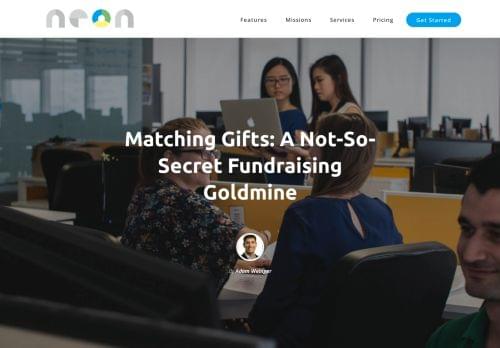 neon
Features Missions Services Pricing Get Started
Matching Gifts: A Not-So-
Secret Fundraising
Goldmine
By Adam Weinger